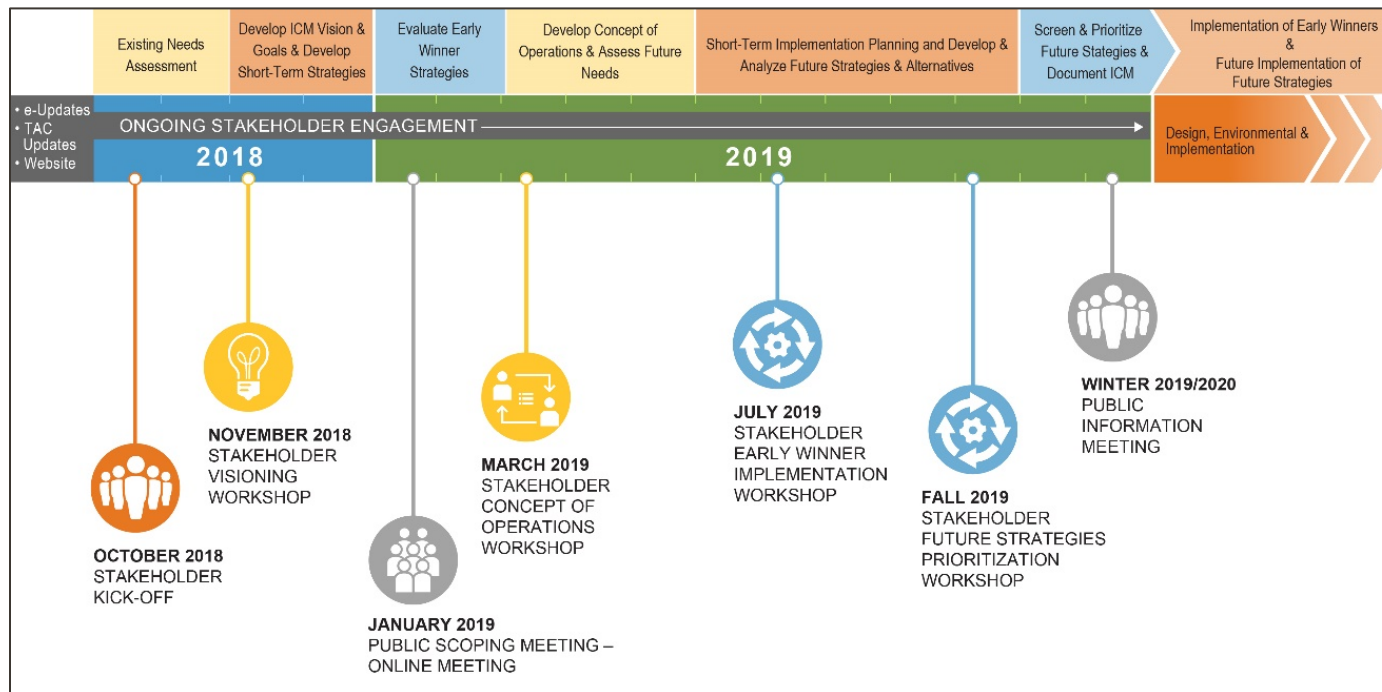 Existing Needs
Assessment
Develop ICM Vision &
Goals & Develop
Short-Term Strategies
Evaluate Early
Winner
Strategies
Develop Concept of
Operations & Assess Future
Needs
Short-Term Implementation Planning and Develop &
Analyze Future Strategies & Alternatives
Screen & Prioritize
Future Stategies &
Document ICM
Implementation of Early Winners
&
Future Implementation of
Future Strategies
• e-Updates
• TAC
Updates
• Website
ONGOING STAKEHOLDER ENGAGEMENT
2018
2019
Design, Environmental &
Implementation
OCTOBER 2018
STAKEHOLDER
KICK-OFF
NOVEMBER 2018
STAKEHOLDER
VISIONING
WORKSHOP
JANUARY 2019
PUBLIC SCOPING MEETING –
ONLINE MEETING
MARCH 2019
STAKEHOLDER
CONCEPT OF
OPERATIONS
WORKSHOP
JULY 2019
STAKEHOLDER
EARLY WINNER
IMPLEMENTATION
WORKSHOP
FALL 2019
STAKEHOLDER
FUTURE STRATEGIES
PRIORITIZATION
WORKSHOP
WINTER 2019/2020
PUBLIC
INFORMATION
MEETING